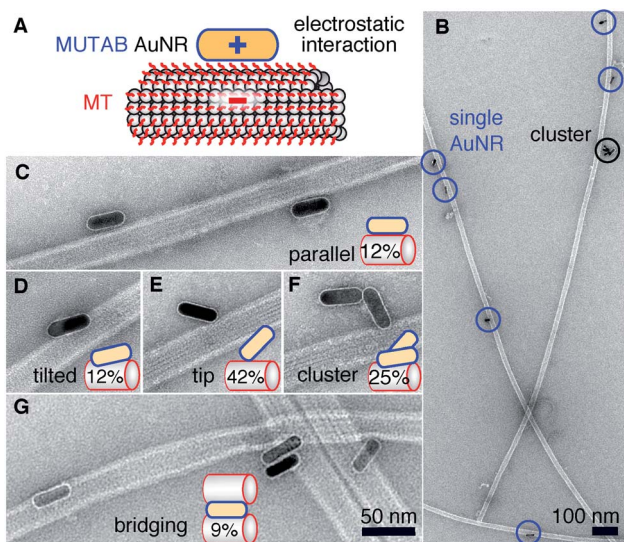 A
MUTAB AuNR
+
electrostatic
interaction
MT
−
B
single
AuNR
cluster
100 nm
C
parallel
12%
D
tilted
12%
E
tip
42%
F
cluster
25%
G
bridging
9%
50 nm